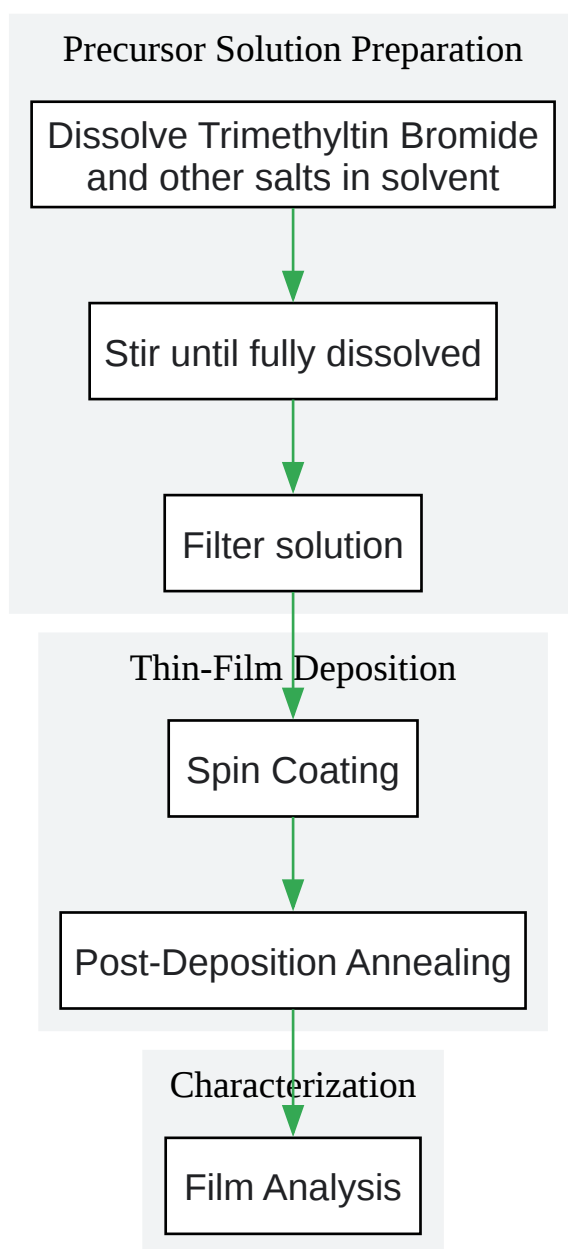 Precursor Solution Preparation
Dissolve Trimethyltin Bromide
and other salts in solvent
Stir until fully dissolved
Filter solution
Thin-Film Deposition
Spin Coating
Post-Deposition Annealing
Characterization
Film Analysis